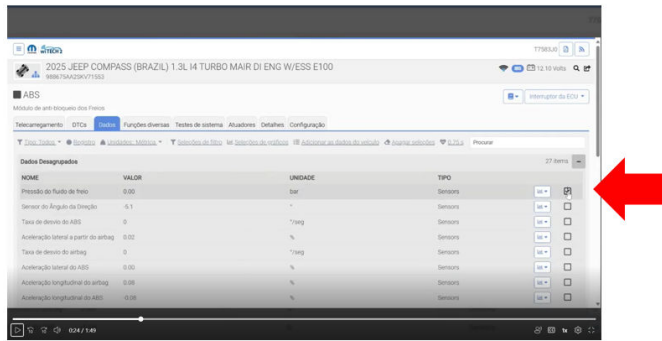 wiTECH 2
T7583J0
2025 JEEP COMPASS (BRAZIL) 1.3L I4 TURBO MAIR DI ENG W/ESS E100
12.10 Volts
ABS
Interruptor da ECU
Módulo de anti-bloqueio dos Freios
Telecarregamento DTCs Dados Funções diversas Testes de sistema Atuadores Detalhes Configuração
Tipo: Todos Registro Unidades: Métrica Seleções de filtro Seleções de gráficos Adicionar as dados do veículo Apagar seleções 0.75 s Procurar
Dados Desagrupados 27 items
NOME VALOR UNIDADE TIPO
Pressão do fluido de freio 0.00 bar Sensors
Sensor do Ângulo da Direção -5.1 ° Sensors
Taxa de desvio do ABS 0 °/seg Sensors
Aceleração lateral a partir do airbag 0.02 % Sensors
Taxa de desvio do airbag 0 °/seg Sensors
Aceleração lateral do ABS 0.00 % Sensors
Aceleração longitudinal do airbag 0.08 % Sensors
Aceleração longitudinal do ABS -0.08 % Sensors
0:24 / 1:49 1x